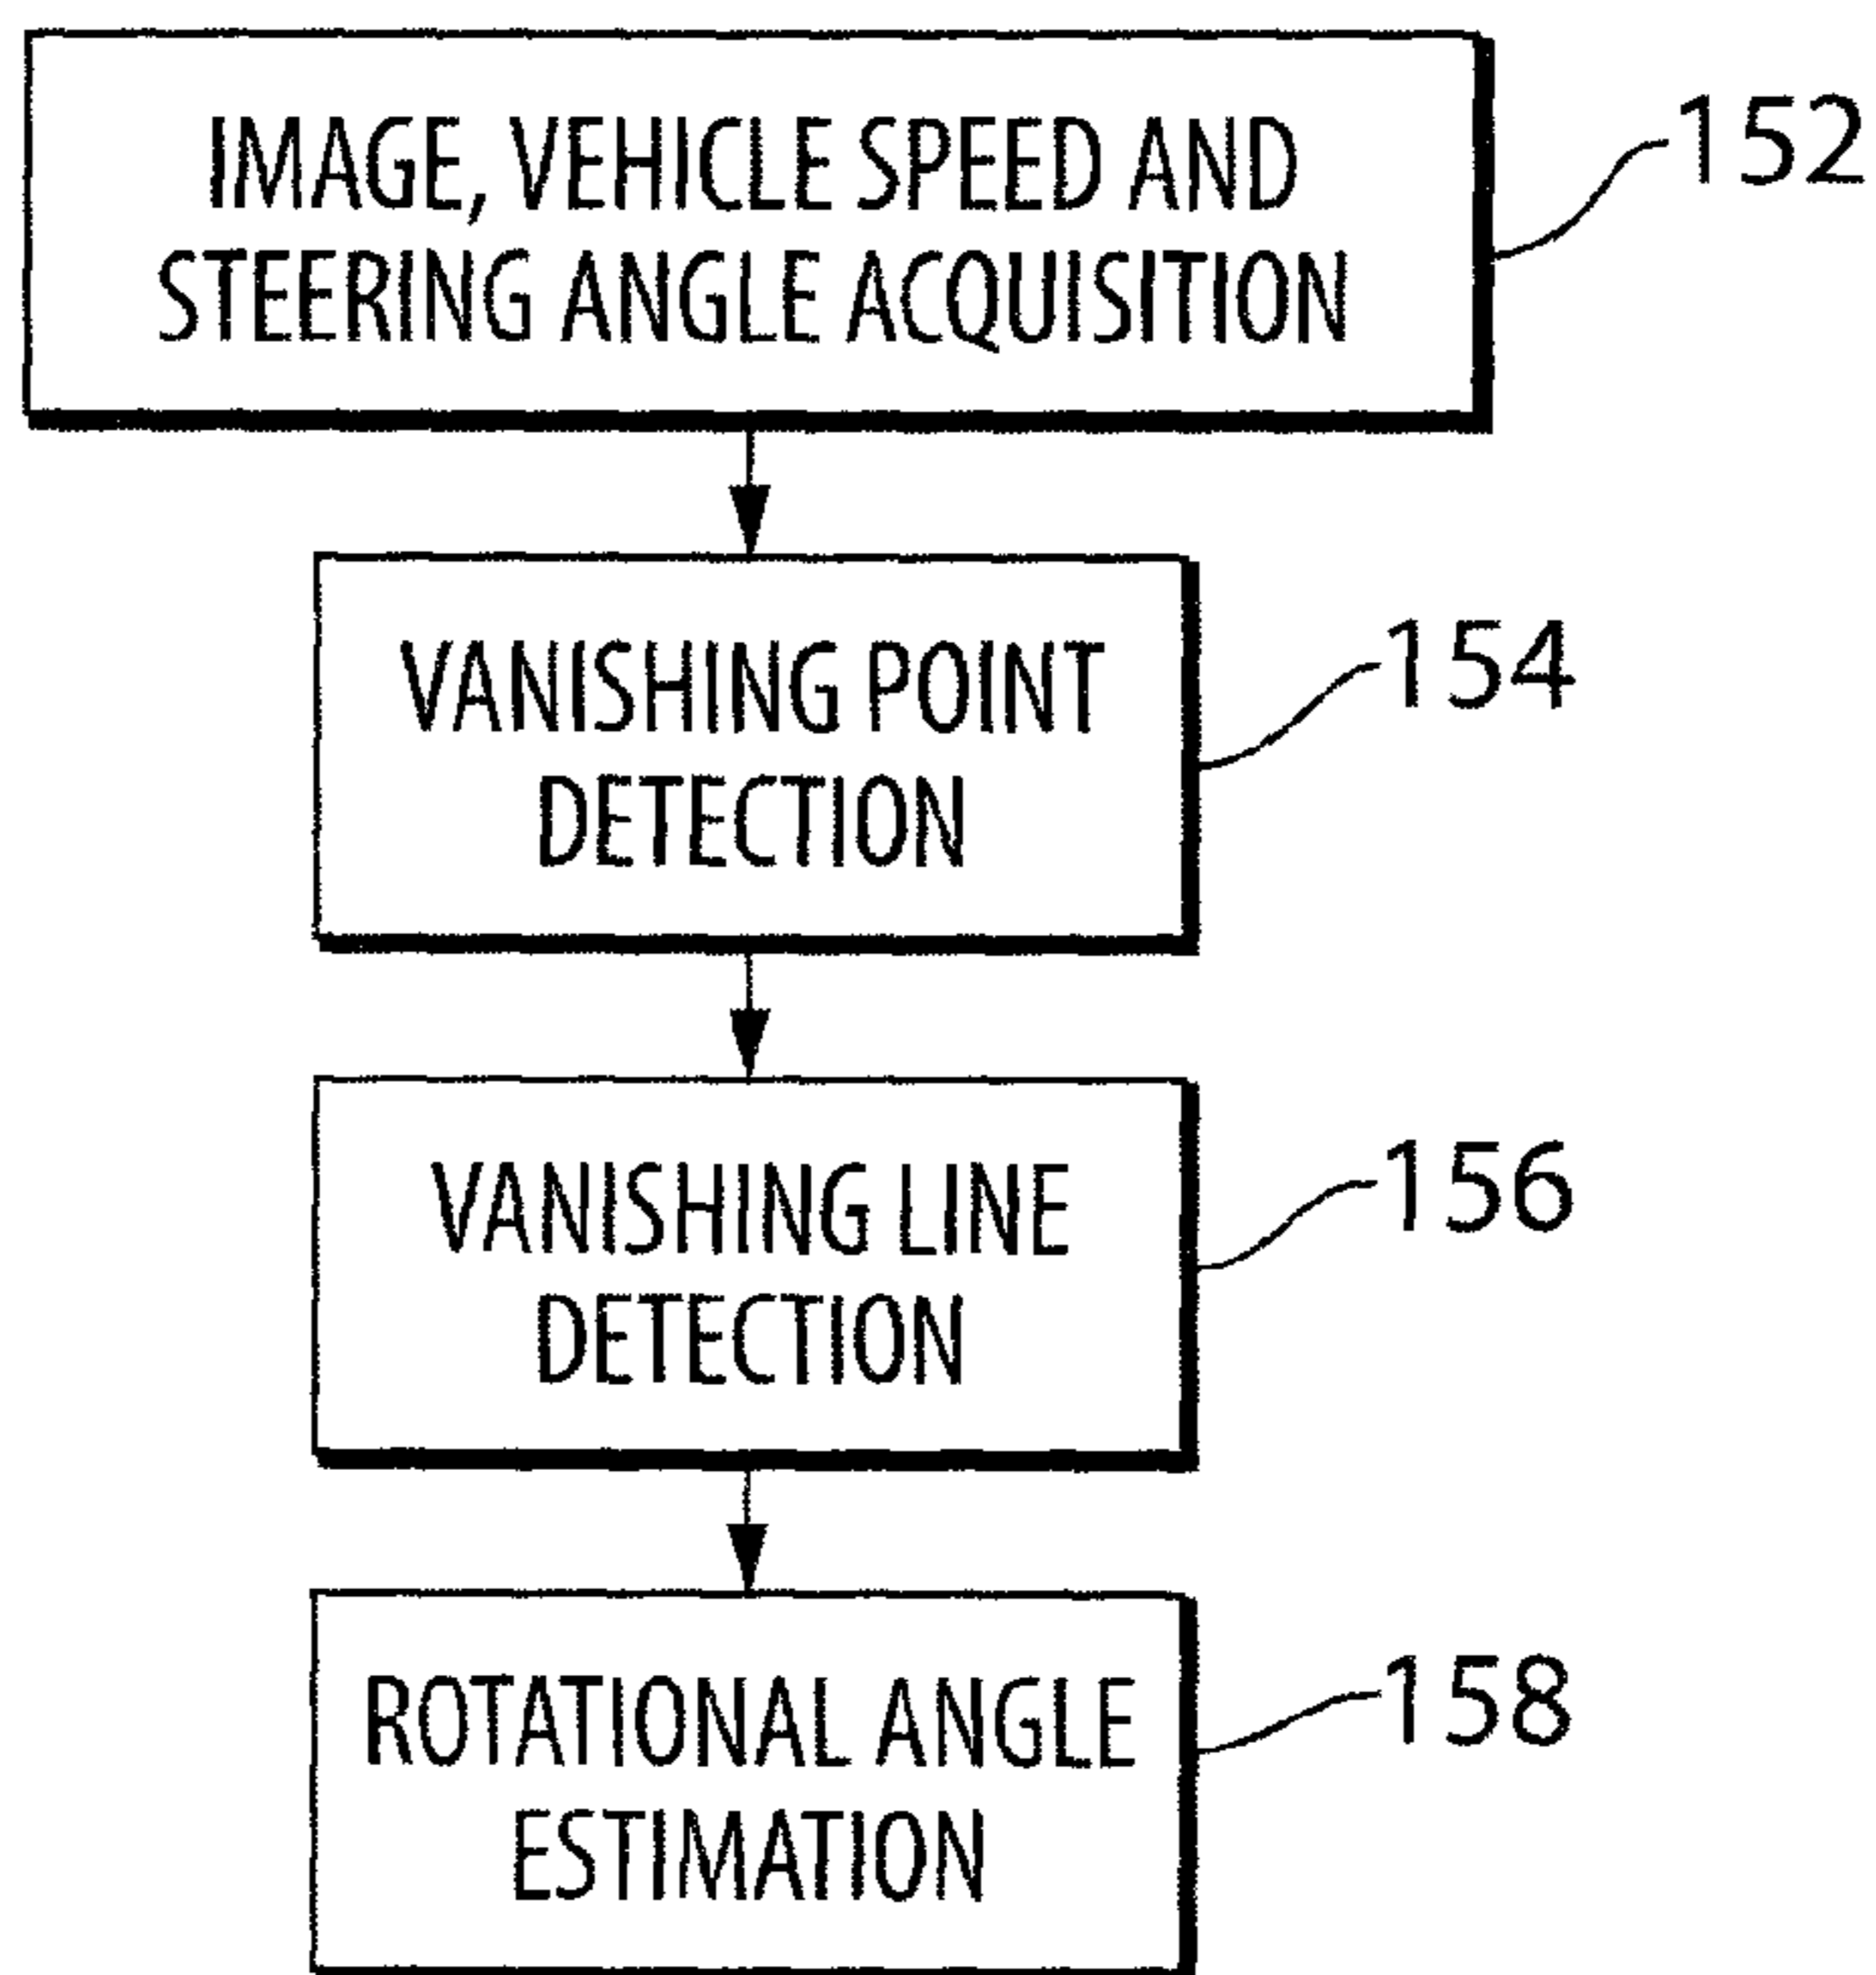 IMAGE, VEHICLE SPEED AND
STEERING ANGLE ACQUISITION
152
VANISHING POINT
DETECTION
154
VANISHING LINE
DETECTION
156
ROTATIONAL ANGLE
ESTIMATION
158